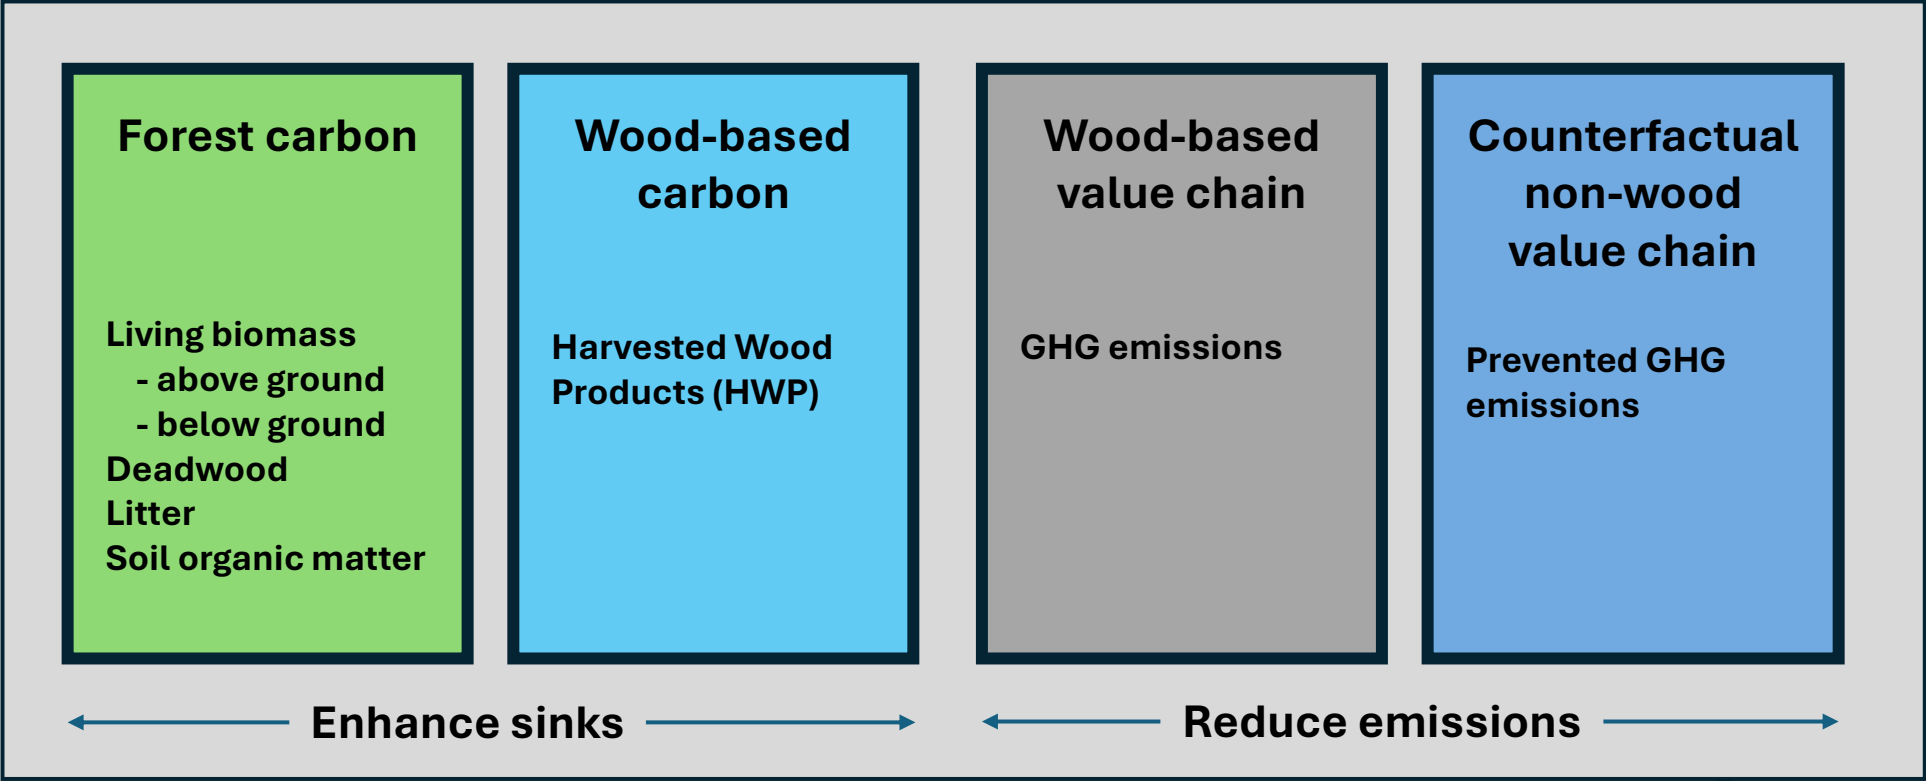 Forest carbon
Living biomass
- above ground
- below ground
Deadwood
Litter
Soil organic matter
Wood-based
carbon
Harvested Wood
Products (HWP)
Wood-based
value chain
GHG emissions
Counterfactual
non-wood
value chain
Prevented GHG
emissions
Enhance sinks
Reduce emissions